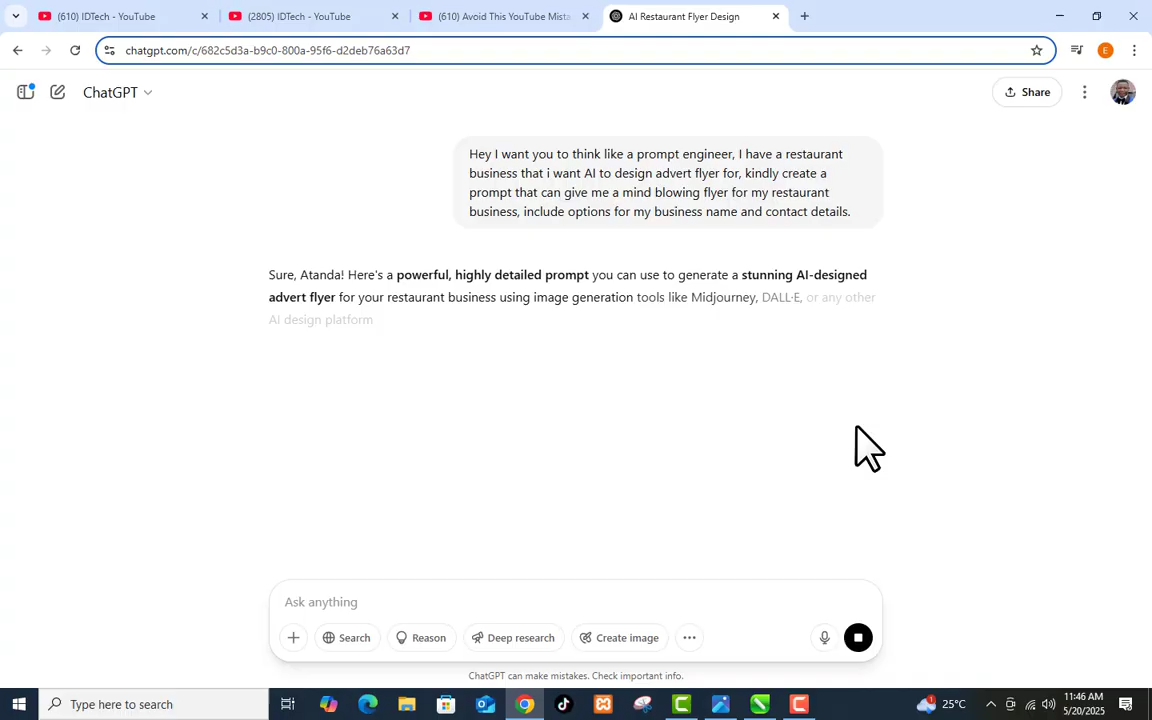 (610) IDTech - YouTube
(2805) IDTech - YouTube
(610) Avoid This YouTube Mista
AI Restaurant Flyer Design
chatgpt.com/c/682c5d3a-b9c0-800a-95f6-d2deb76a63d7
E
ChatGPT
Share
Hey I want you to think like a prompt engineer, I have a restaurant
business that i want AI to design advert flyer for, kindly create a
prompt that can give me a mind blowing flyer for my restaurant
business, include options for my business name and contact details.
Sure, Atanda! Here's a powerful, highly detailed prompt you can use to generate a stunning AI-designed
advert flyer for your restaurant business using image generation tools like Midjourney, DALL·E, or any other
AI design platform
Ask anything
Search
Reason
Deep research
Create image
ChatGPT can make mistakes. Check important info.
Type here to search
1
25°C
11:46 AM
5/20/2025